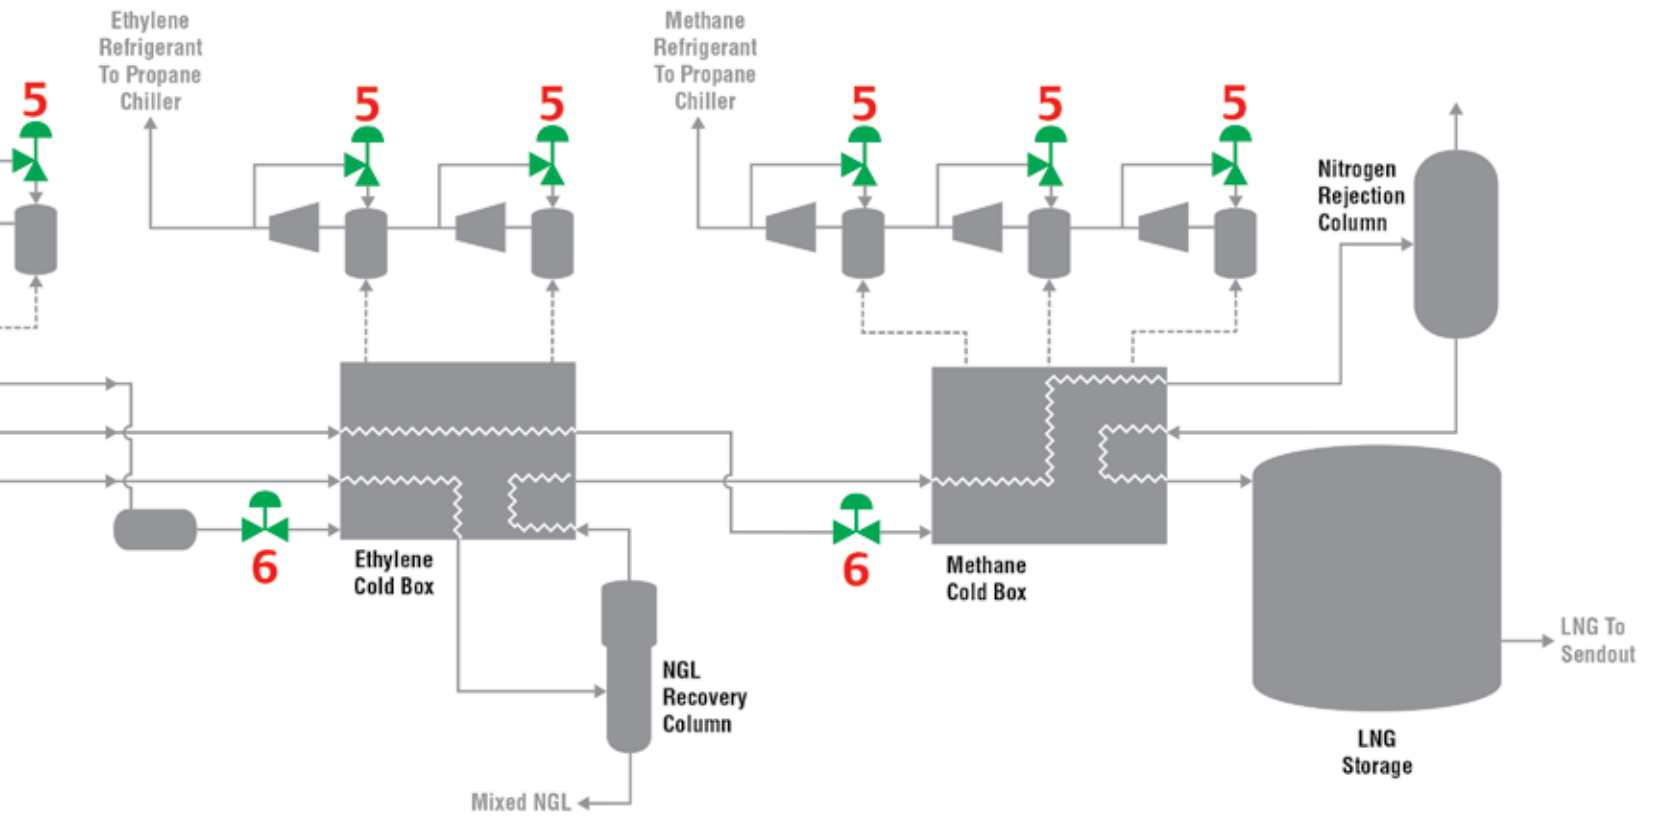 Ethylene
Refrigerant
To Propane
Chiller
Methane
Refrigerant
To Propane
Chiller
5
5
5
5
5
5
Nitrogen
Rejection
Column
6
Ethylene
Cold Box
6
Methane
Cold Box
NGL
Recovery
Column
LNG To
Sendout
LNG
Storage
Mixed NGL